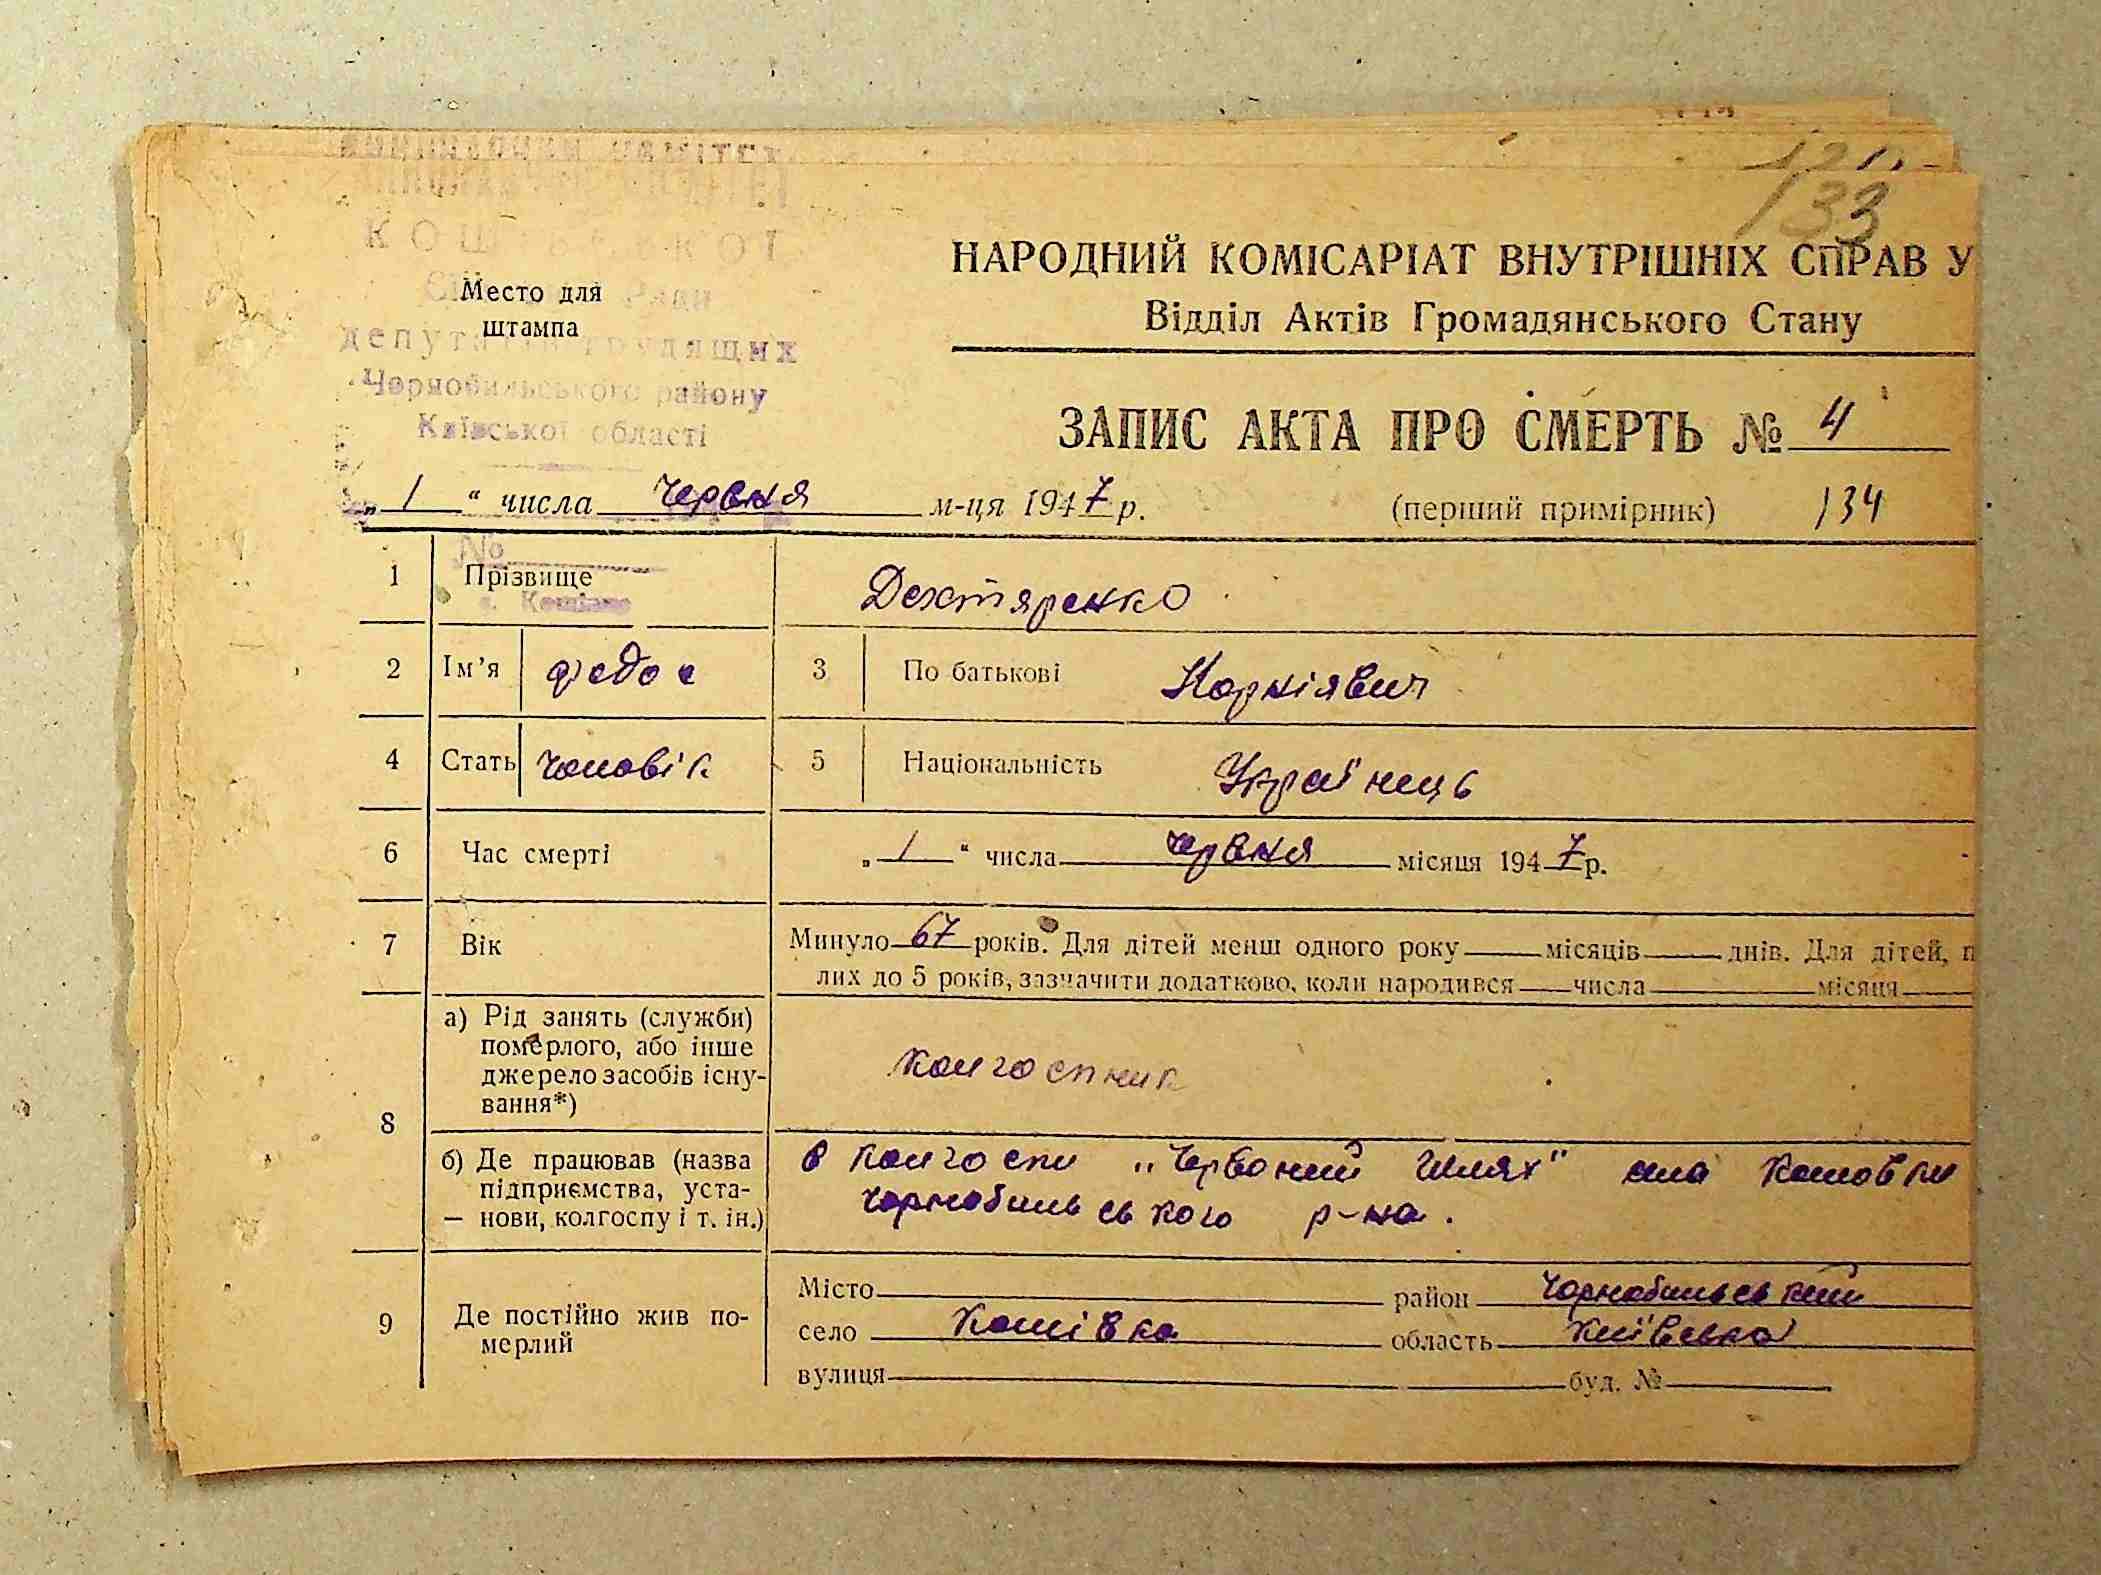 133
НАРОДНИЙ КОМІСАРІАТ ВНУТРІШНІХ СПРАВ У
Відділ Актів Громадянського Стану
Место для
штампа
депутатів трудящих
Чорнобильського району
Київської області
ЗАПИС АКТА ПРО СМЕРТЬ № 4
„ 1 “ числа червня м-ця 1947 р. (перший примірник) 134
№
1 Прізвище Дехтяренко
2 Ім'я Федос 3 По батькові Корніявич
4 Стать чоловік 5 Національність Українець
6 Час смерті „ 1 “ числа червня місяця 1947 р.
7 Вік Минуло 67 років. Для дітей менш одного року місяців днів. Для дітей, п
лих до 5 років, зазначити додатково, коли народився числа місяця
8 а) Рід занять (служби)
померлого, або інше
джерело засобів існу-
вання*)
колгоспник
б) Де працював (назва
підприємства, уста-
нови, колгоспу і т. ін.)
в колгоспи „Червоний Шлях" села Кошовки
Чорнобильського р-на.
9 Де постійно жив по-
мерлий
Місто район Чорнобильський
село Кошівка область Київська
вулиця буд. №